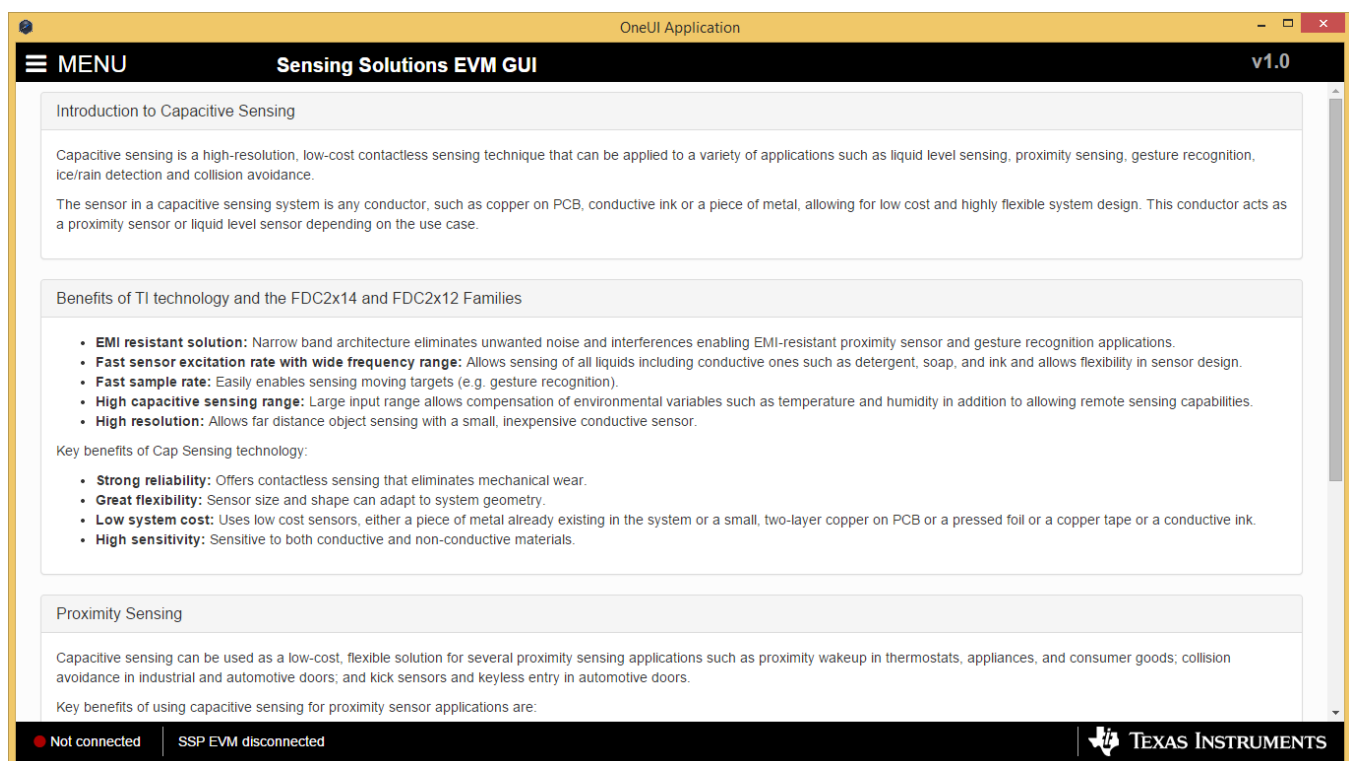 OneUI Application
MENU
Sensing Solutions EVM GUI
v1.0
Introduction to Capacitive Sensing
Capacitive sensing is a high-resolution, low-cost contactless sensing technique that can be applied to a variety of applications such as liquid level sensing, proximity sensing, gesture recognition,
ice/rain detection and collision avoidance.
The sensor in a capacitive sensing system is any conductor, such as copper on PCB, conductive ink or a piece of metal, allowing for low cost and highly flexible system design. This conductor acts as
a proximity sensor or liquid level sensor depending on the use case.
Benefits of TI technology and the FDC2x14 and FDC2x12 Families
• EMI resistant solution: Narrow band architecture eliminates unwanted noise and interferences enabling EMI-resistant proximity sensor and gesture recognition applications.
• Fast sensor excitation rate with wide frequency range: Allows sensing of all liquids including conductive ones such as detergent, soap, and ink and allows flexibility in sensor design.
• Fast sample rate: Easily enables sensing moving targets (e.g. gesture recognition).
• High capacitive sensing range: Large input range allows compensation of environmental variables such as temperature and humidity in addition to allowing remote sensing capabilities.
• High resolution: Allows far distance object sensing with a small, inexpensive conductive sensor.
Key benefits of Cap Sensing technology:
• Strong reliability: Offers contactless sensing that eliminates mechanical wear.
• Great flexibility: Sensor size and shape can adapt to system geometry.
• Low system cost: Uses low cost sensors, either a piece of metal already existing in the system or a small, two-layer copper on PCB or a pressed foil or a copper tape or a conductive ink.
• High sensitivity: Sensitive to both conductive and non-conductive materials.
Proximity Sensing
Capacitive sensing can be used as a low-cost, flexible solution for several proximity sensing applications such as proximity wakeup in thermostats, appliances, and consumer goods; collision
avoidance in industrial and automotive doors; and kick sensors and keyless entry in automotive doors.
Key benefits of using capacitive sensing for proximity sensor applications are:
Not connected
SSP EVM disconnected
TEXAS INSTRUMENTS